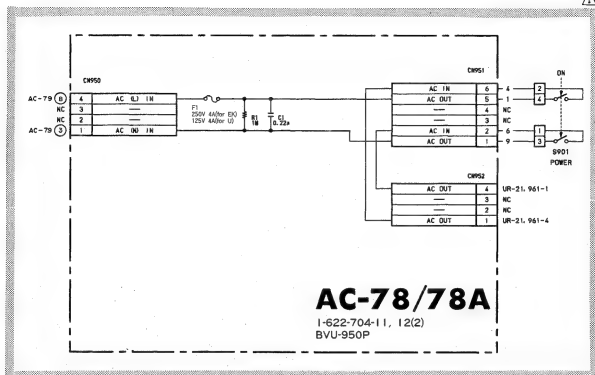 CN950
AC-79 8 4 AC (L) IN
NC 3 —
NC 2 —
AC-79 3 1 AC (N) IN
F1
250V 4A(for EK)
125V 4A(for U)
R1
1M
C1
0.22μ
CN951
AC IN 6 4 2
AC OUT 5 1 4
— 4 NC
— 3 NC
AC IN 2 6 1
AC OUT 1 9 3
ON
S901
POWER
CN952
AC OUT 4 UR-21, 961-1
— 3 NC
— 2 NC
AC OUT 1 UR-21, 961-4
AC-78/78A
1-622-704-11, 12(2)
BVU-950P